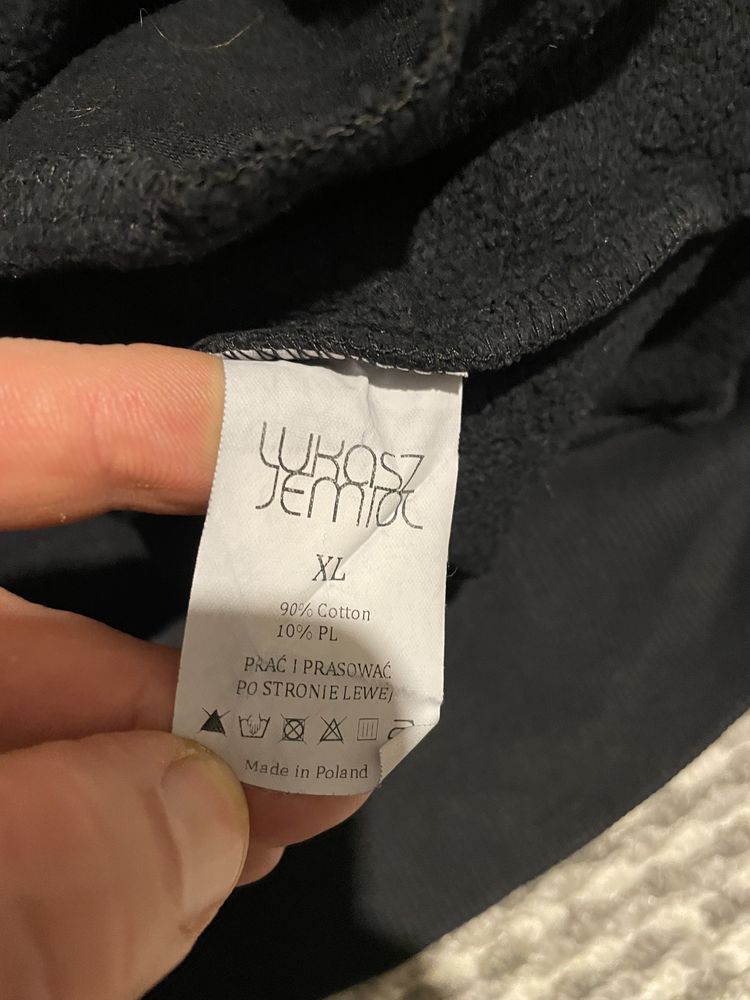 LUKASZ
JEMIOŁ
XL
90% Cotton
10% PL
PRAĆ I PRASOWAĆ
PO STRONIE LEWEJ
Made in Poland